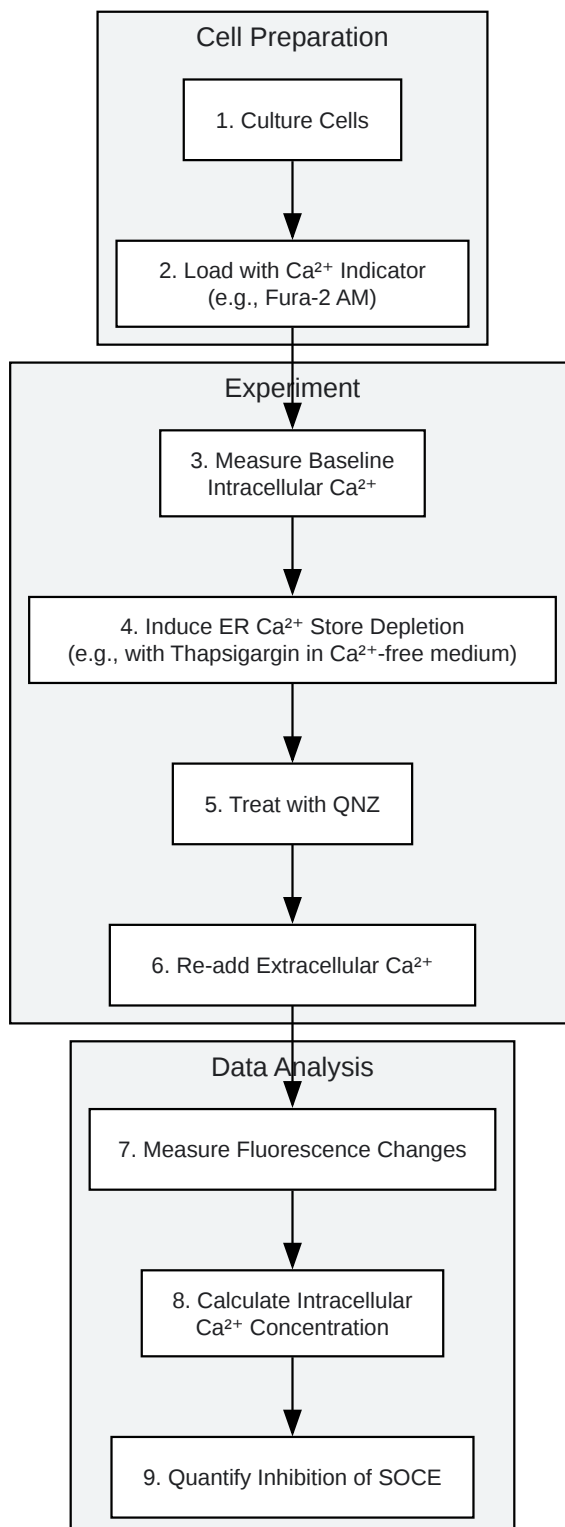 Cell Preparation
1. Culture Cells
2. Load with Ca²⁺ Indicator
(e.g., Fura-2 AM)
Experiment
3. Measure Baseline
Intracellular Ca²⁺
4. Induce ER Ca²⁺ Store Depletion
(e.g., with Thapsigargin in Ca²⁺-free medium)
5. Treat with QNZ
6. Re-add Extracellular Ca²⁺
Data Analysis
7. Measure Fluorescence Changes
8. Calculate Intracellular
Ca²⁺ Concentration
9. Quantify Inhibition of SOCE